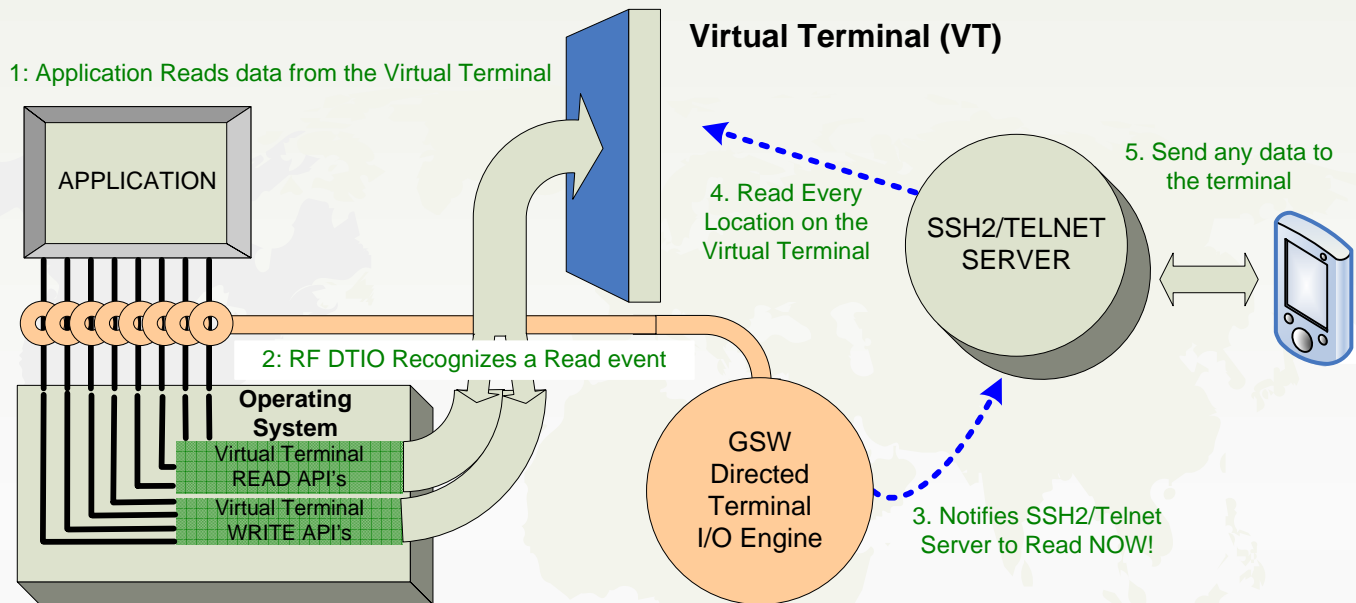 Virtual Terminal (VT)
1: Application Reads data from the Virtual Terminal
APPLICATION
5. Send any data to
the terminal
4. Read Every
Location on the
Virtual Terminal
SSH2/TELNET
SERVER
2: RF DTIO Recognizes a Read event
Operating
System
Virtual Terminal
READ API's
Virtual Terminal
WRITE API's
GSW
Directed
Terminal
I/O Engine
3. Notifies SSH2/Telnet
Server to Read NOW!